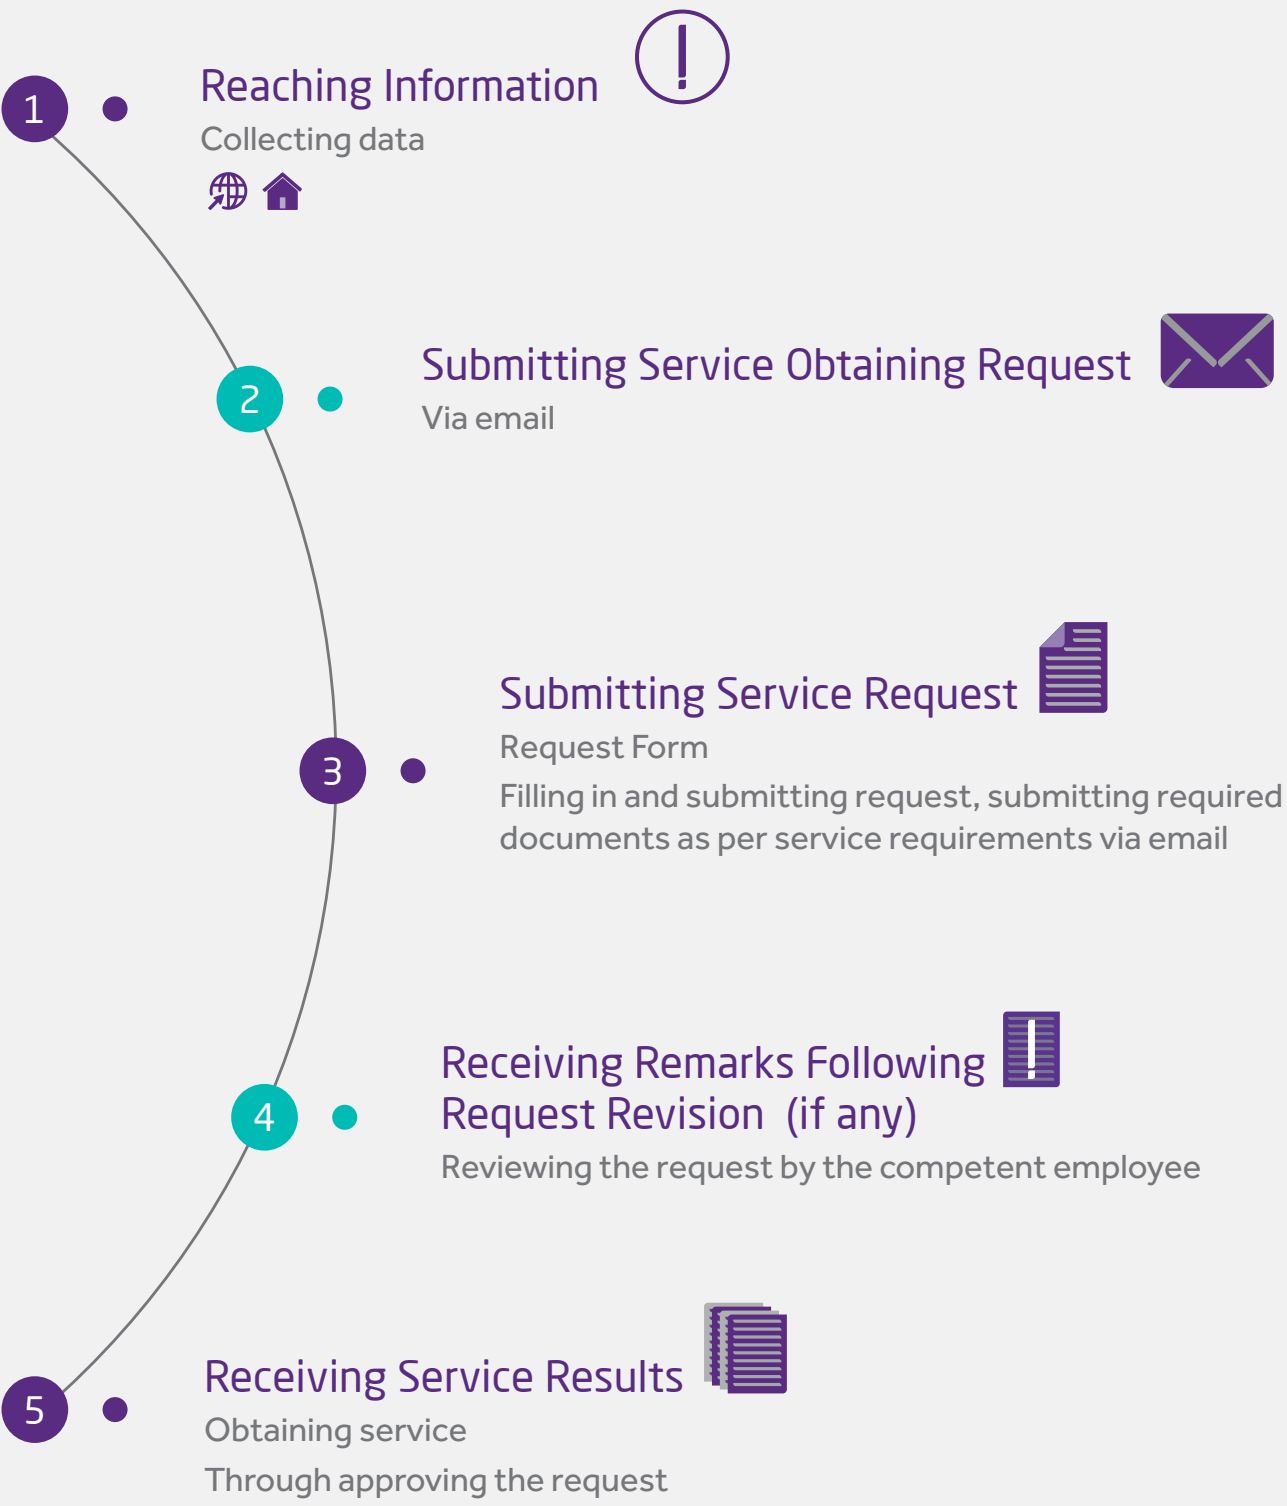 1
Reaching Information
Collecting data
2
Submitting Service Obtaining Request
Via email
3
Submitting Service Request
Request Form
Filling in and submitting request, submitting required
documents as per service requirements via email
4
Receiving Remarks Following
Request Revision (if any)
Reviewing the request by the competent employee
5
Receiving Service Results
Obtaining service
Through approving the request